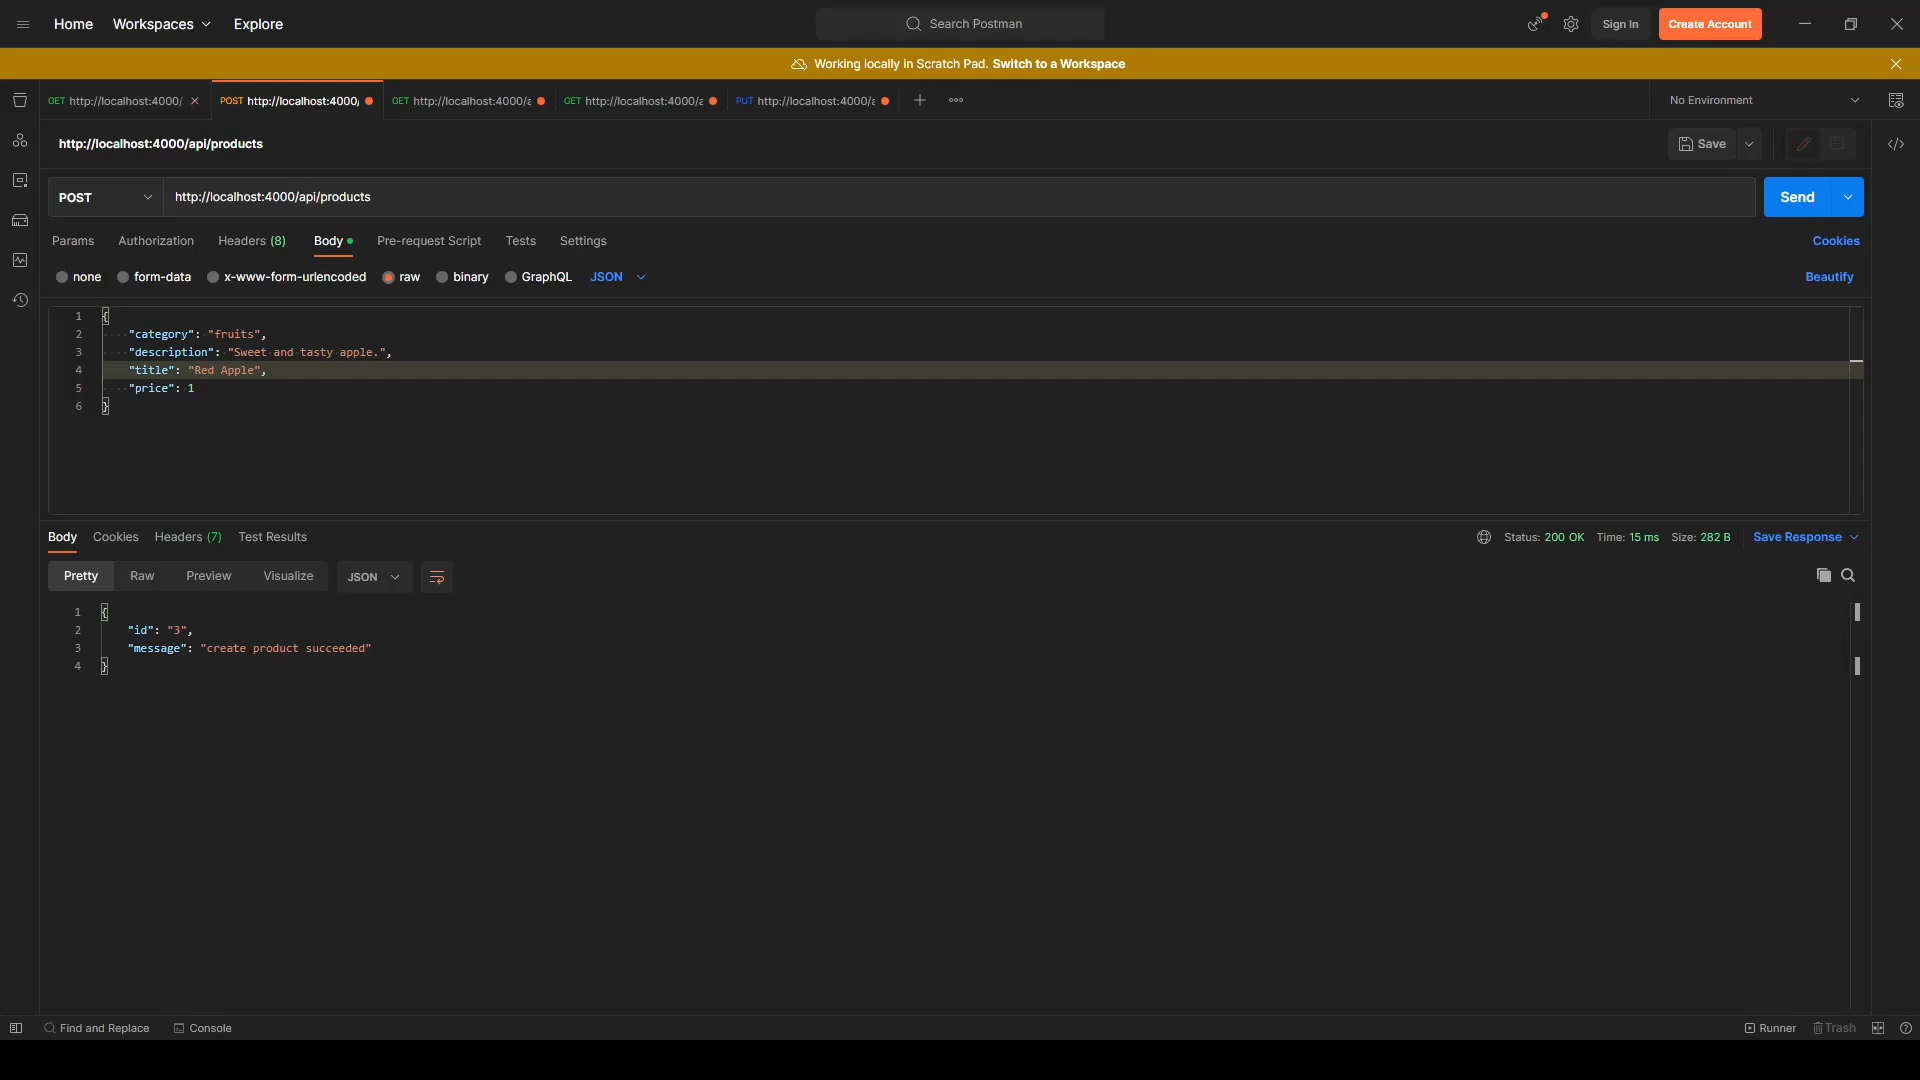 Home Workspaces Explore Search Postman Sign In Create Account
Working locally in Scratch Pad. Switch to a Workspace
GET http://localhost:4000/ POST http://localhost:4000/ GET http://localhost:4000/a GET http://localhost:4000/a PUT http://localhost:4000/a No Environment
http://localhost:4000/api/products Save
POST http://localhost:4000/api/products Send
Params Authorization Headers (8) Body Pre-request Script Tests Settings Cookies
none form-data x-www-form-urlencoded raw binary GraphQL JSON Beautify
1 {
2 "category": "fruits",
3 "description": "Sweet and tasty apple.",
4 "title": "Red Apple",
5 "price": 1
6 }
Body Cookies Headers (7) Test Results Status: 200 OK Time: 15 ms Size: 282 B Save Response
Pretty Raw Preview Visualize JSON
1 {
2 "id": "3",
3 "message": "create product succeeded"
4 }
Find and Replace Console Runner Trash